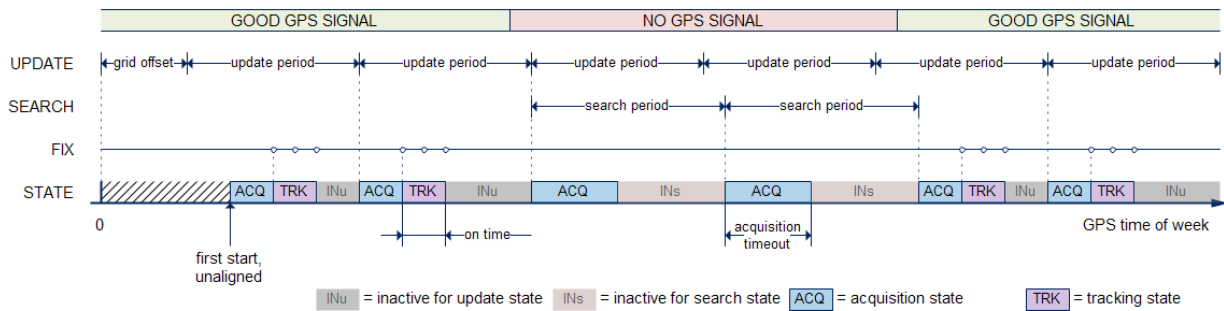 GOOD GPS SIGNAL NO GPS SIGNAL GOOD GPS SIGNAL
UPDATE grid offset update period update period update period update period update period update period
SEARCH search period search period
FIX
STATE ACQ TRK INu ACQ TRK INu ACQ INs ACQ INs ACQ TRK INu ACQ TRK INu
0 GPS time of week
on time
acquisition
timeout
first start,
unaligned
INu = inactive for update state INs = inactive for search state ACQ = acquisition state TRK = tracking state